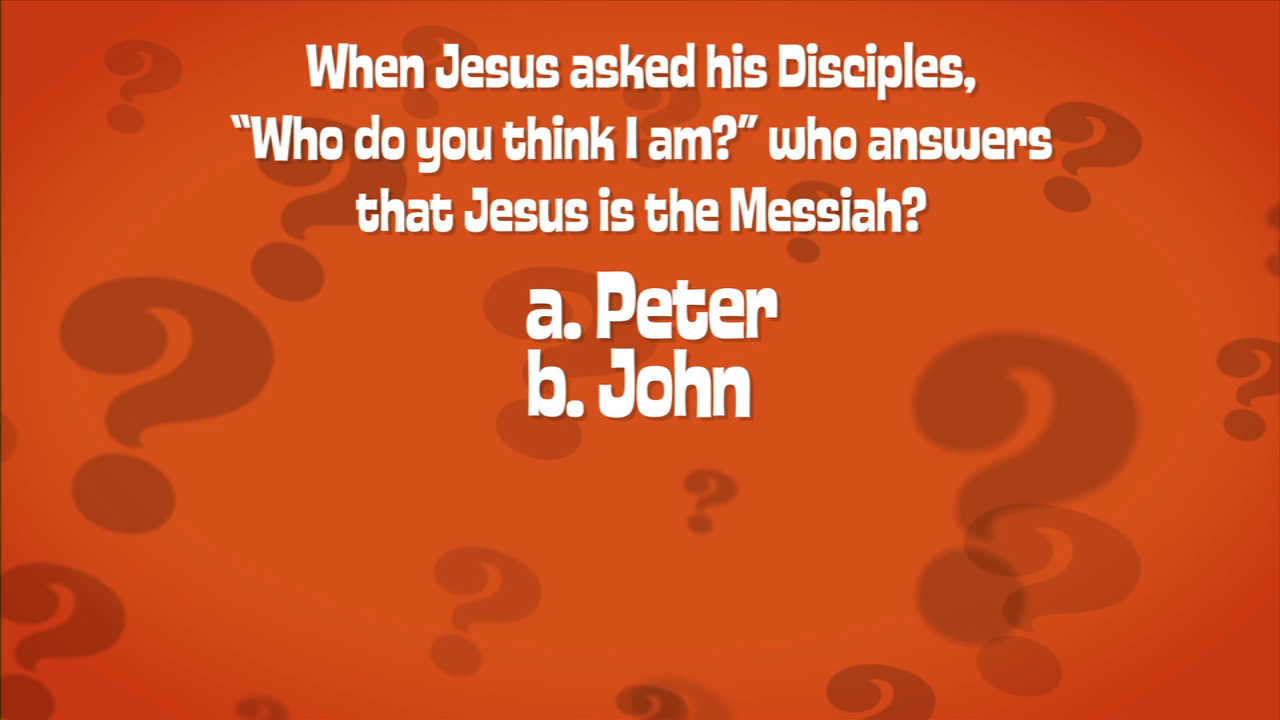 When Jesus asked his Disciples,
“Who do you think I am?” who answers
that Jesus is the Messiah?
a. Peter
b. John